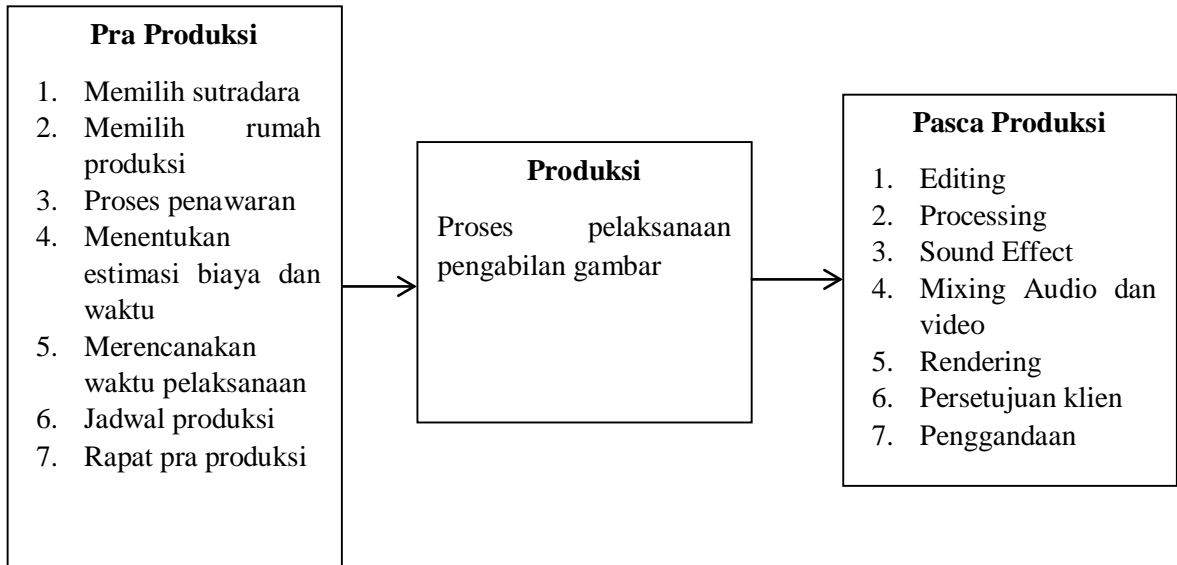 Pra Produksi
1. Memilih sutradara
2. Memilih rumah
produksi
3. Proses penawaran
4. Menentukan
estimasi biaya dan
waktu
5. Merencanakan
waktu pelaksanaan
6. Jadwal produksi
7. Rapat pra produksi
Produksi
Proses pelaksanaan
pengabilan gambar
Pasca Produksi
1. Editing
2. Processing
3. Sound Effect
4. Mixing Audio dan
video
5. Rendering
6. Persetujuan klien
7. Penggandaan